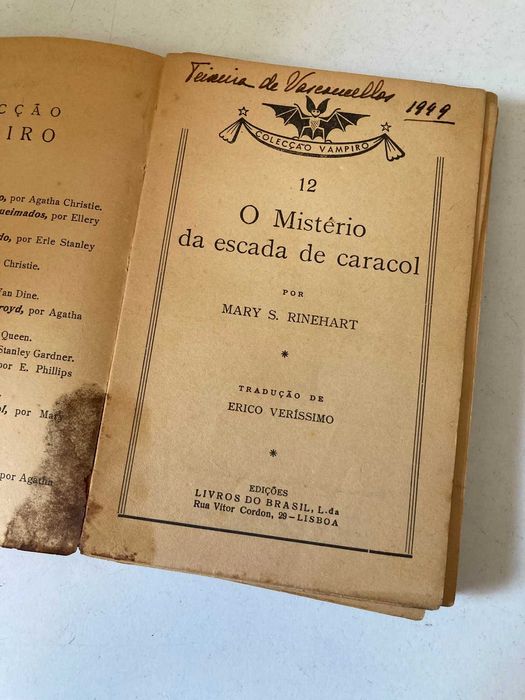 CÇÃO
IRO
o, por Agatha Christie.
ueimados, por Ellery
do, por Erle Stanley
Christie.
Van Dine.
royd, por Agatha
Queen.
Stanley Gardner.
por E. Phillips
ol, por Mary
por Agatha
Teixeira de Vasconcellos 1949
COLECÇÃO VAMPIRO
12
O Mistêrio
da escada de caracol
POR
MARY S. RINEHART
*
TRADUÇÃO DE
ERICO VERÍSSIMO
*
EDIÇÕES
LIVROS DO BRASIL, L.da
Rua Vitor Cordon, 29—LISBOA